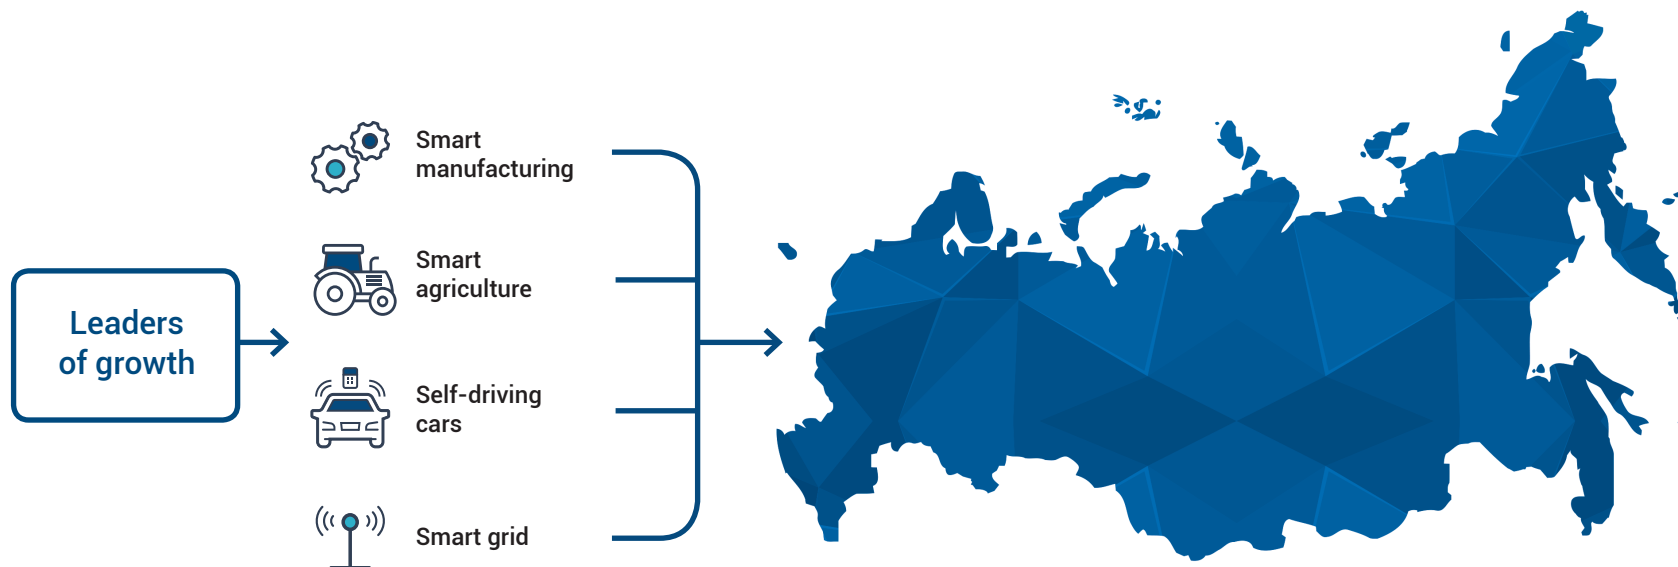 Leaders
of growth
Smart
manufacturing
Smart
agriculture
Self-driving
cars
Smart grid